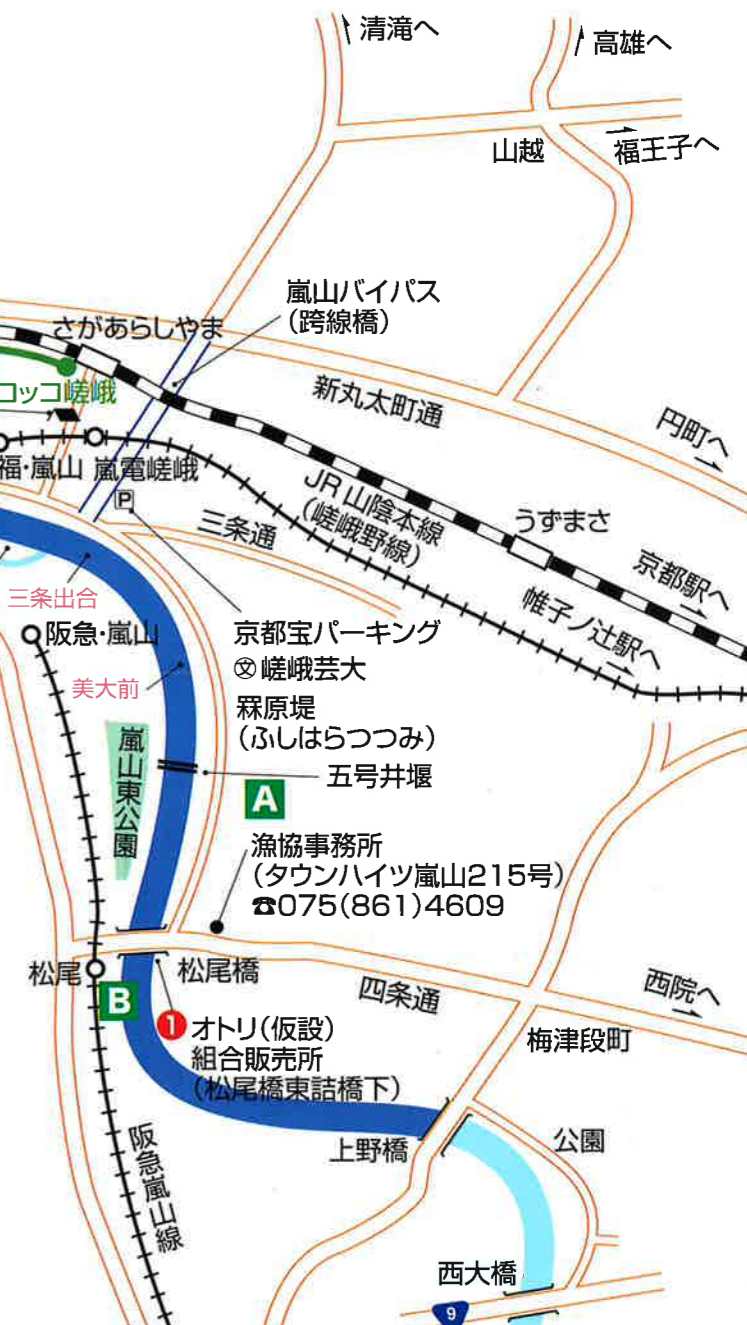 清滝へ
高雄へ
山越
福王子へ
嵐山バイパス
(跨線橋)
さがあらしやま
コッコ嵯峨
新丸太町通
円町へ
福・嵐山
嵐電嵯峨
P
JR山陰本線
(嵯峨野線)
三条通
うずまさ
京都駅へ
帷子ノ辻駅へ
三条出合
阪急・嵐山
京都宝パーキング
文嵯峨芸大
美大前
冧原堤
(ふしはらつつみ)
嵐山東公園
五号井堰
A
漁協事務所
(タウンハイツ嵐山215号)
☎075(861)4609
松尾
松尾橋
四条通
西院へ
B
1 オトリ(仮設)
組合販売所
(松尾橋東詰橋下)
梅津段町
上野橋
公園
阪急嵐山線
西大橋
9